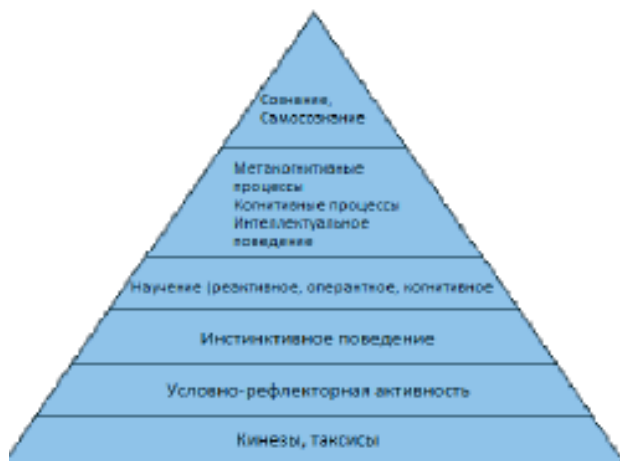 Сознание,
Самосознание
Метакогнитивные
процессы
Когнитивные процессы
Интеллектуальное
поведение
Научение (реактивное, оперантное, когнитивное
Инстинктивное поведение
Условно-рефлекторная активность
Кинезы, таксисы